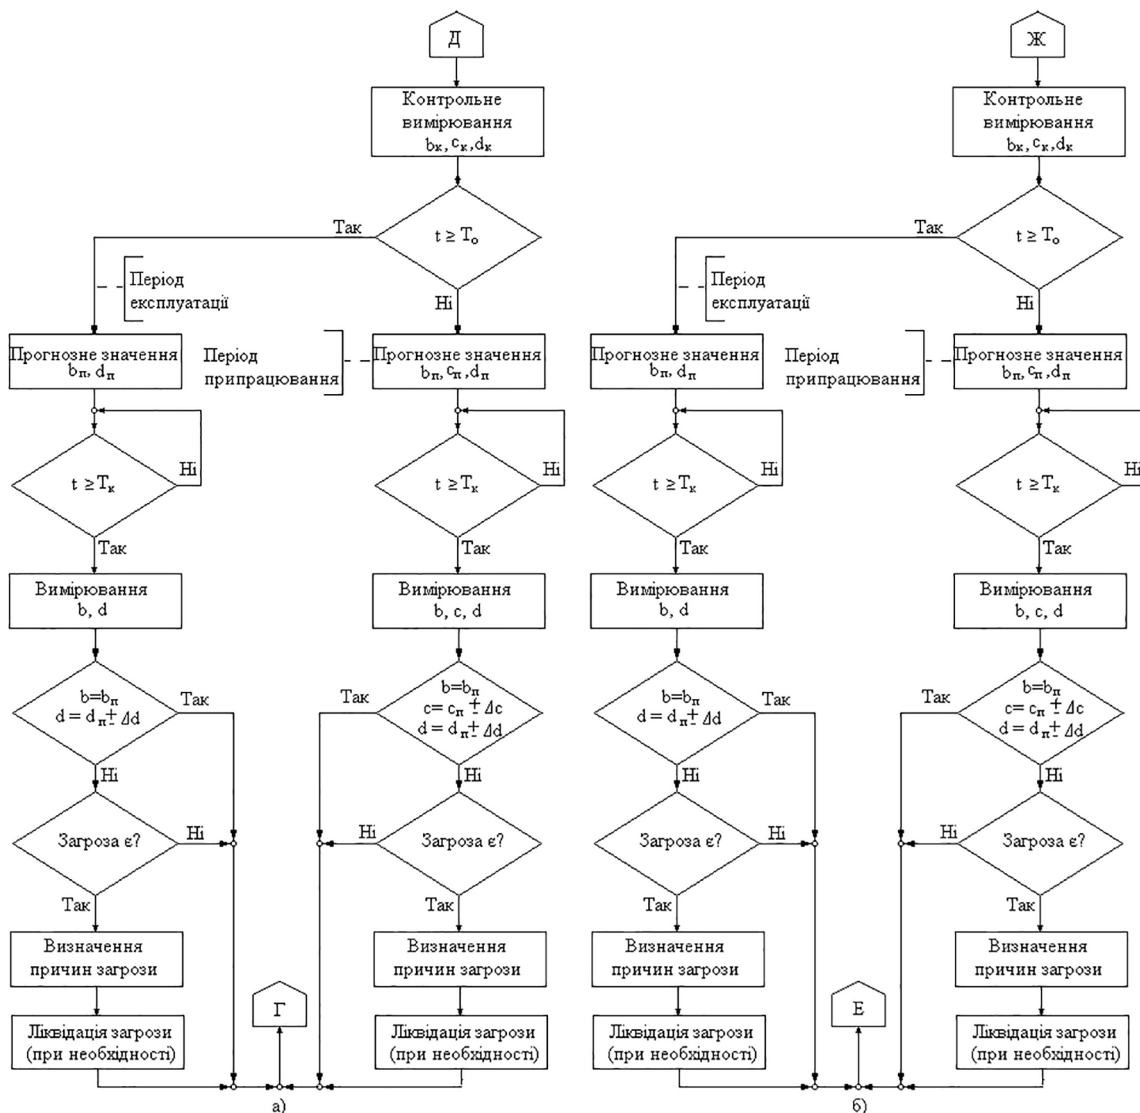 Д
Контрольне
вимірювання
bк, cк, dк
t ≥ Tо
Так
Ні
Період
експлуатації
Прогнозне значення
bп, dп
Період
припрацювання
Прогнозне значення
bп, cп, dп
t ≥ Tк
Ні
Так
t ≥ Tк
Ні
Так
Вимірювання
b, d
Вимірювання
b, c, d
b=bп
d = dп ± Δd
Так
Ні
Так
b=bп
c= cп ± Δc
d = dп ± Δd
Ні
Загроза є?
Ні
Так
Ні
Загроза є?
Так
Визначення
причин загрози
Визначення
причин загрози
Г
Ліквідація загрози
(при необхідності)
Ліквідація загрози
(при необхідності)
а)
Ж
Контрольне
вимірювання
bк, cк, dк
t ≥ Tо
Так
Ні
Період
експлуатації
Прогнозне значення
bп, dп
Період
припрацювання
Прогнозне значення
bп, cп, dп
t ≥ Tк
Ні
Так
t ≥ Tк
Ні
Так
Вимірювання
b, d
Вимірювання
b, c, d
b=bп
d = dп ± Δd
Так
Ні
Так
b=bп
c= cп ± Δc
d = dп ± Δd
Ні
Загроза є?
Ні
Так
Ні
Загроза є?
Так
Визначення
причин загрози
Визначення
причин загрози
Е
Ліквідація загрози
(при необхідності)
Ліквідація загрози
(при необхідності)
б)